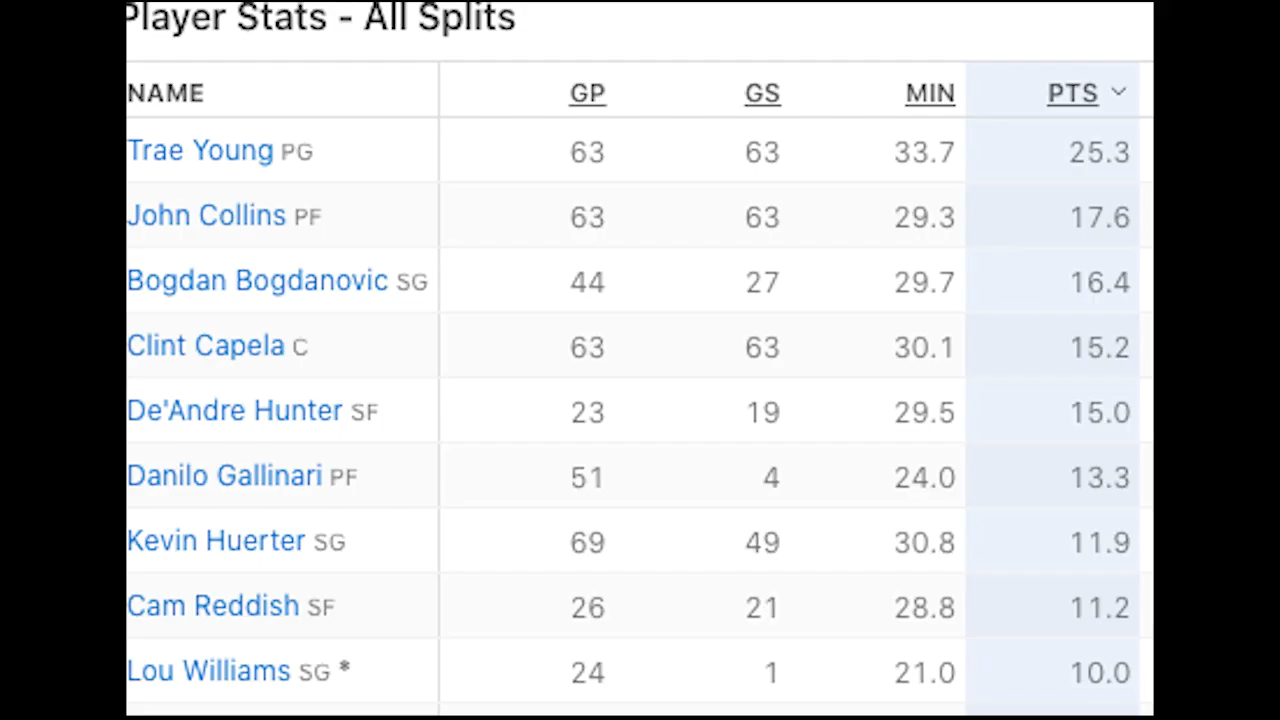 Player Stats - All Splits
NAME GP GS MIN PTS
Trae Young PG 63 63 33.7 25.3
John Collins PF 63 63 29.3 17.6
Bogdan Bogdanovic SG 44 27 29.7 16.4
Clint Capela C 63 63 30.1 15.2
De'Andre Hunter SF 23 19 29.5 15.0
Danilo Gallinari PF 51 4 24.0 13.3
Kevin Huerter SG 69 49 30.8 11.9
Cam Reddish SF 26 21 28.8 11.2
Lou Williams SG * 24 1 21.0 10.0